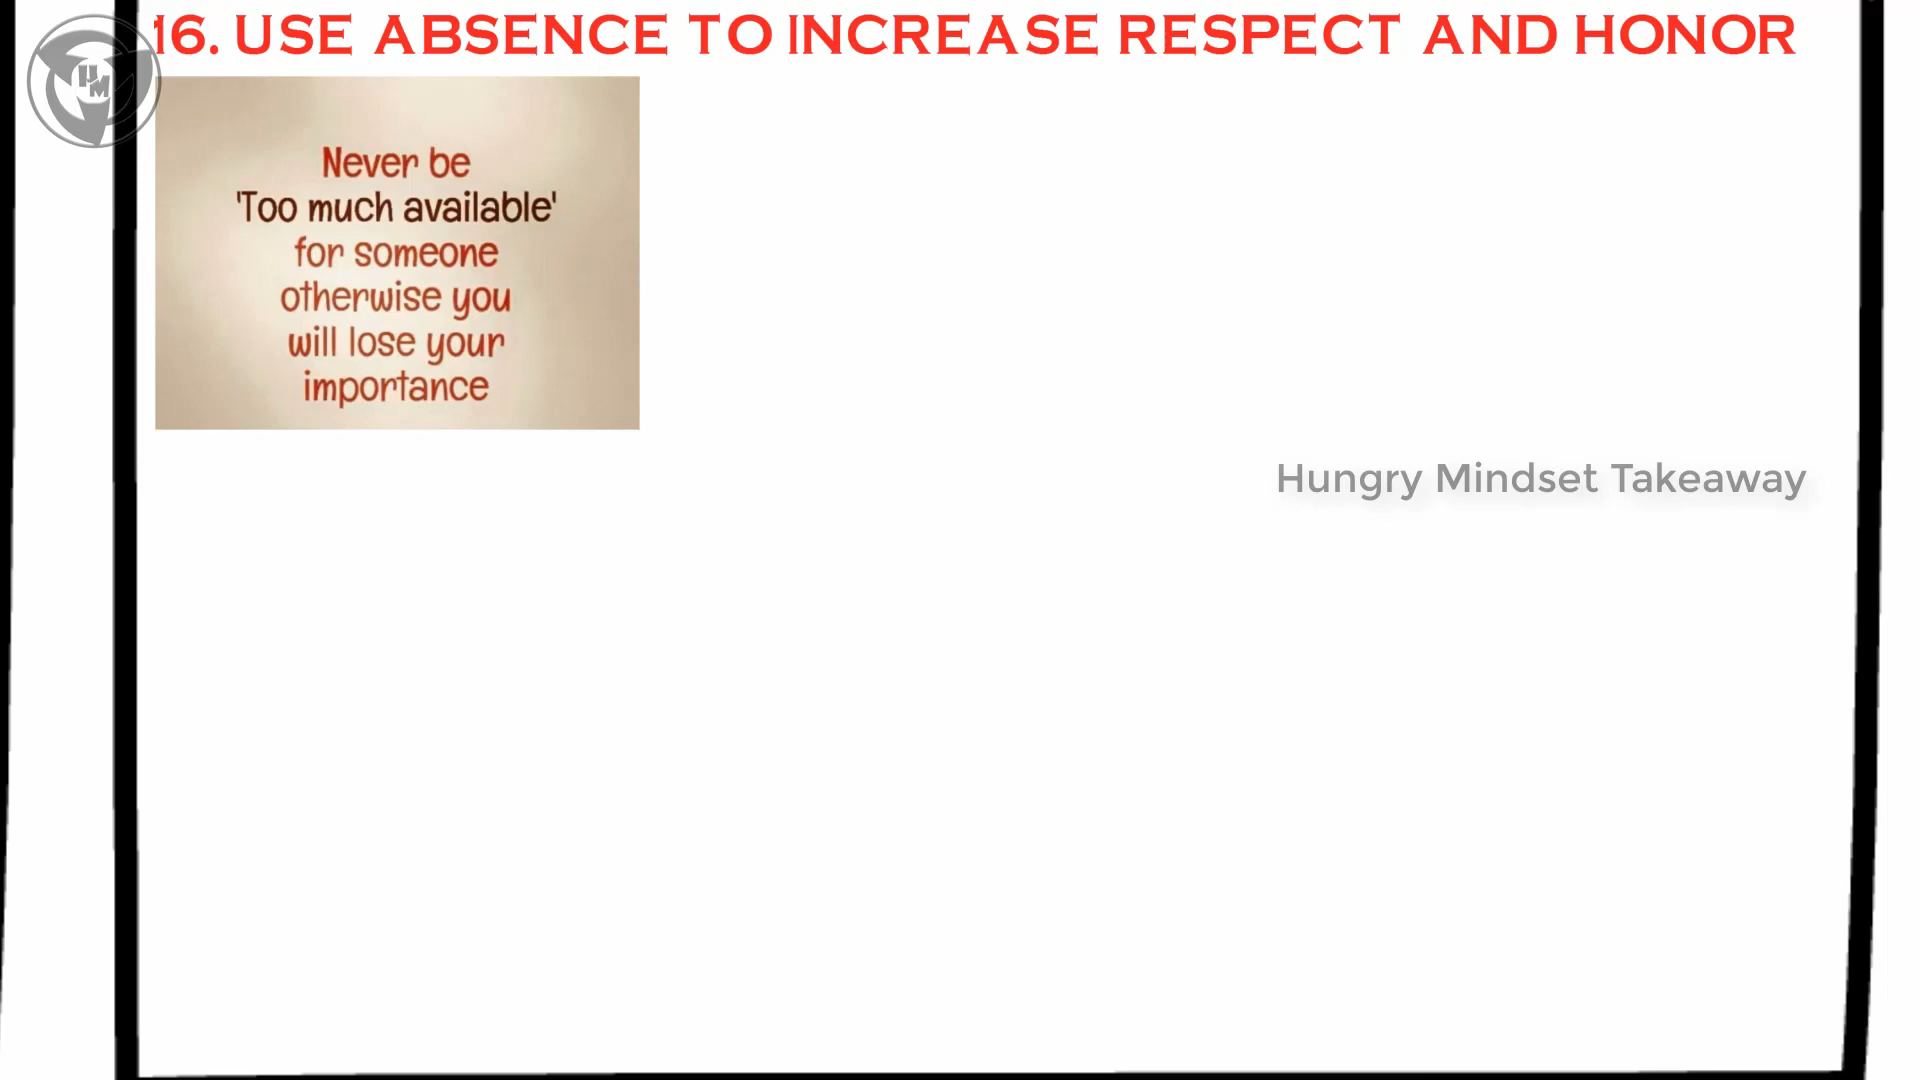 16. USE ABSENCE TO INCREASE RESPECT AND HONOR
HM
Never be
'Too much available'
for someone
otherwise you
will lose your
importance
Hungry Mindset Takeaway